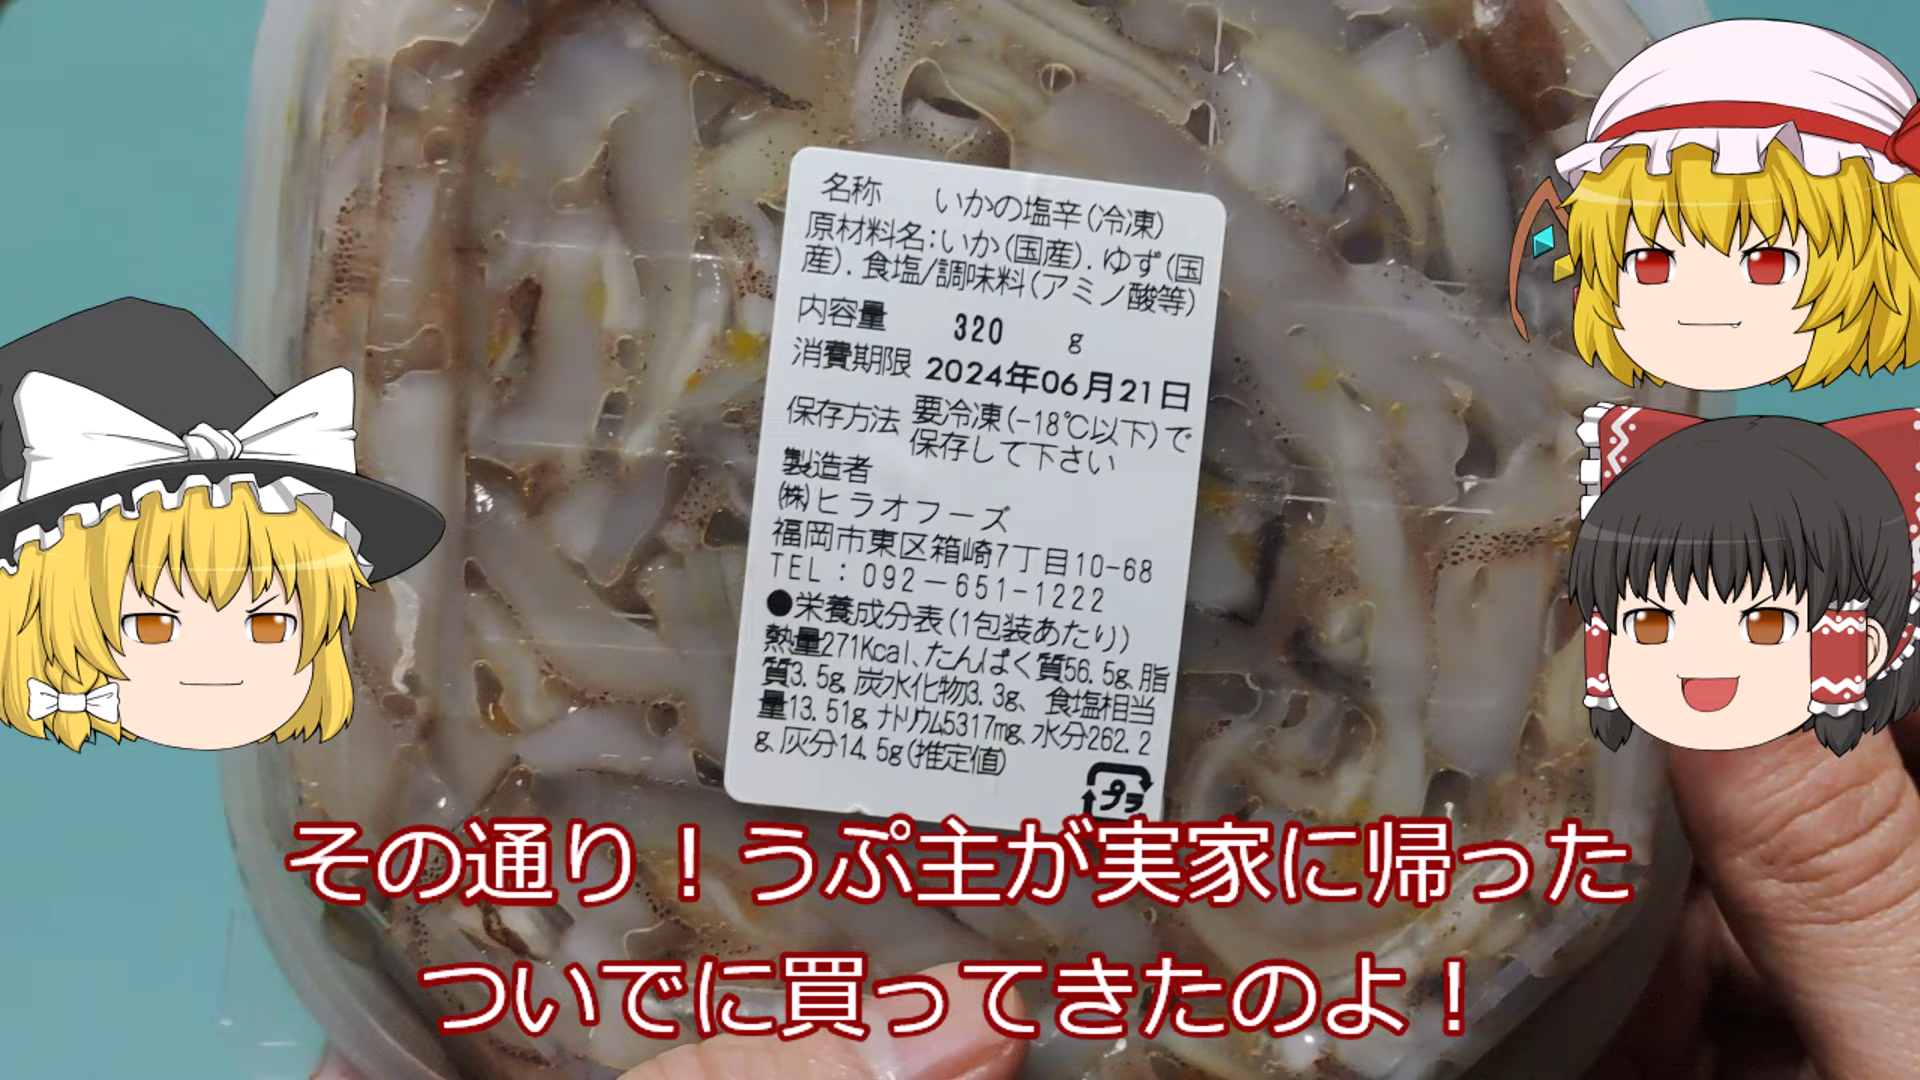 名称　いかの塩辛(冷凍)
原材料名:いか(国産).ゆず(国
産).食塩/調味料(アミノ酸等)
内容量　320　g
消費期限 2024年06月21日
保存方法 要冷凍(-18℃以下)で
保存して下さい
製造者
㈱ヒラオフーズ
福岡市東区箱崎7丁目10-68
TEL:092-651-1222
●栄養成分表(1包装あたり)
熱量271Kcal、たんぱく質56.5g、脂
質3.5g、炭水化物3.3g、食塩相当
量13.51g、ナトリウム5317mg、水分262.2
g、灰分14.5g(推定値)
プラ
その通り！うぷ主が実家に帰った
ついでに買ってきたのよ！